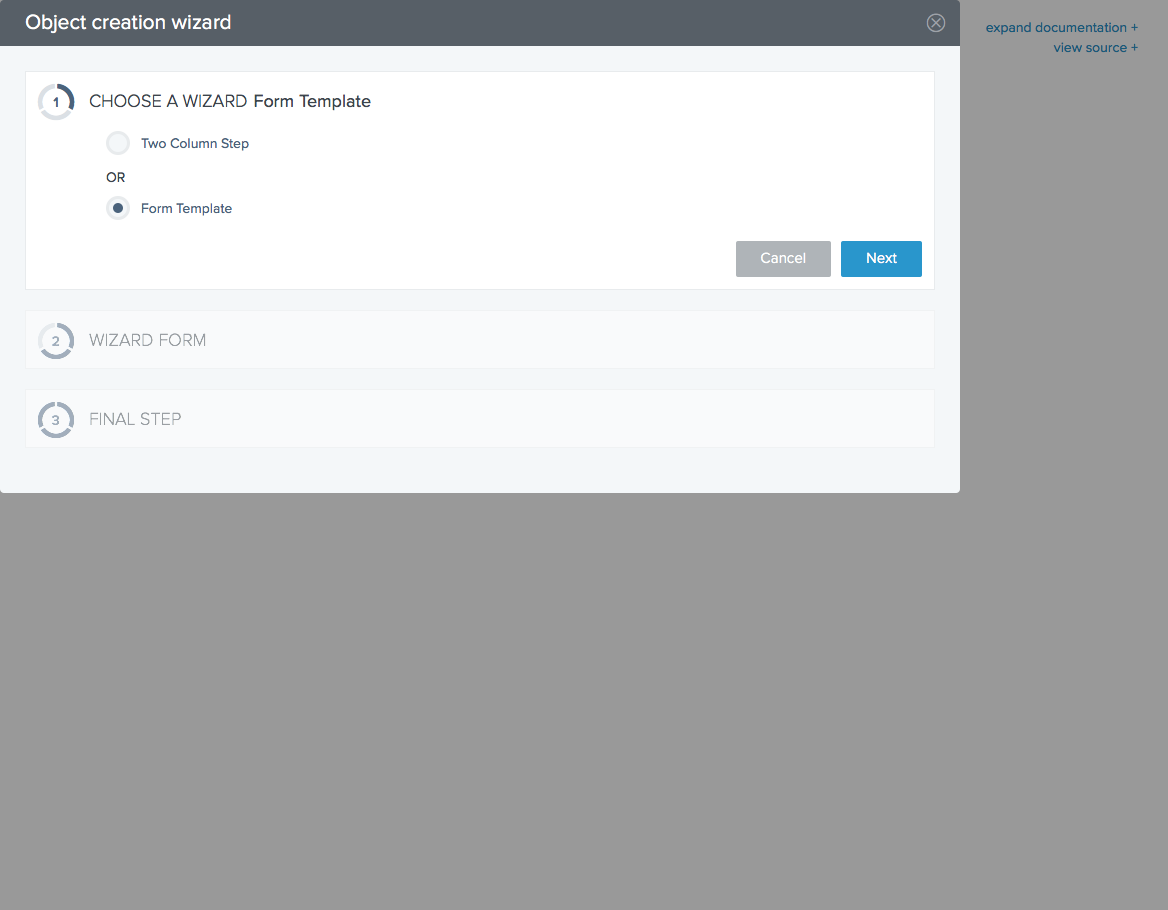 Object creation wizard
expand documentation +
view source +
1 CHOOSE A WIZARD Form Template
Two Column Step
OR
Form Template
Cancel Next
2 WIZARD FORM
3 FINAL STEP